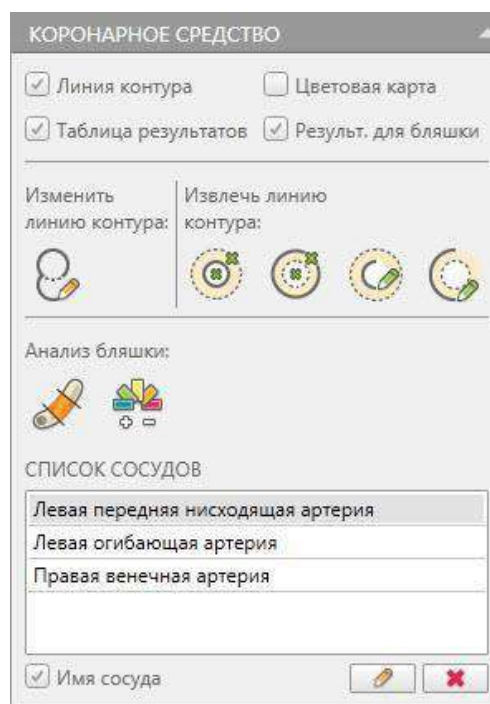 КОРОНАРНОЕ СРЕДСТВО
Линия контура Цветовая карта
Таблица результатов Результ. для бляшки
Изменить Извлечь линию
линию контура: контура:
Анализ бляшки:
СПИСОК СОСУДОВ
Левая передняя нисходящая артерия
Левая огибающая артерия
Правая венечная артерия
Имя сосуда